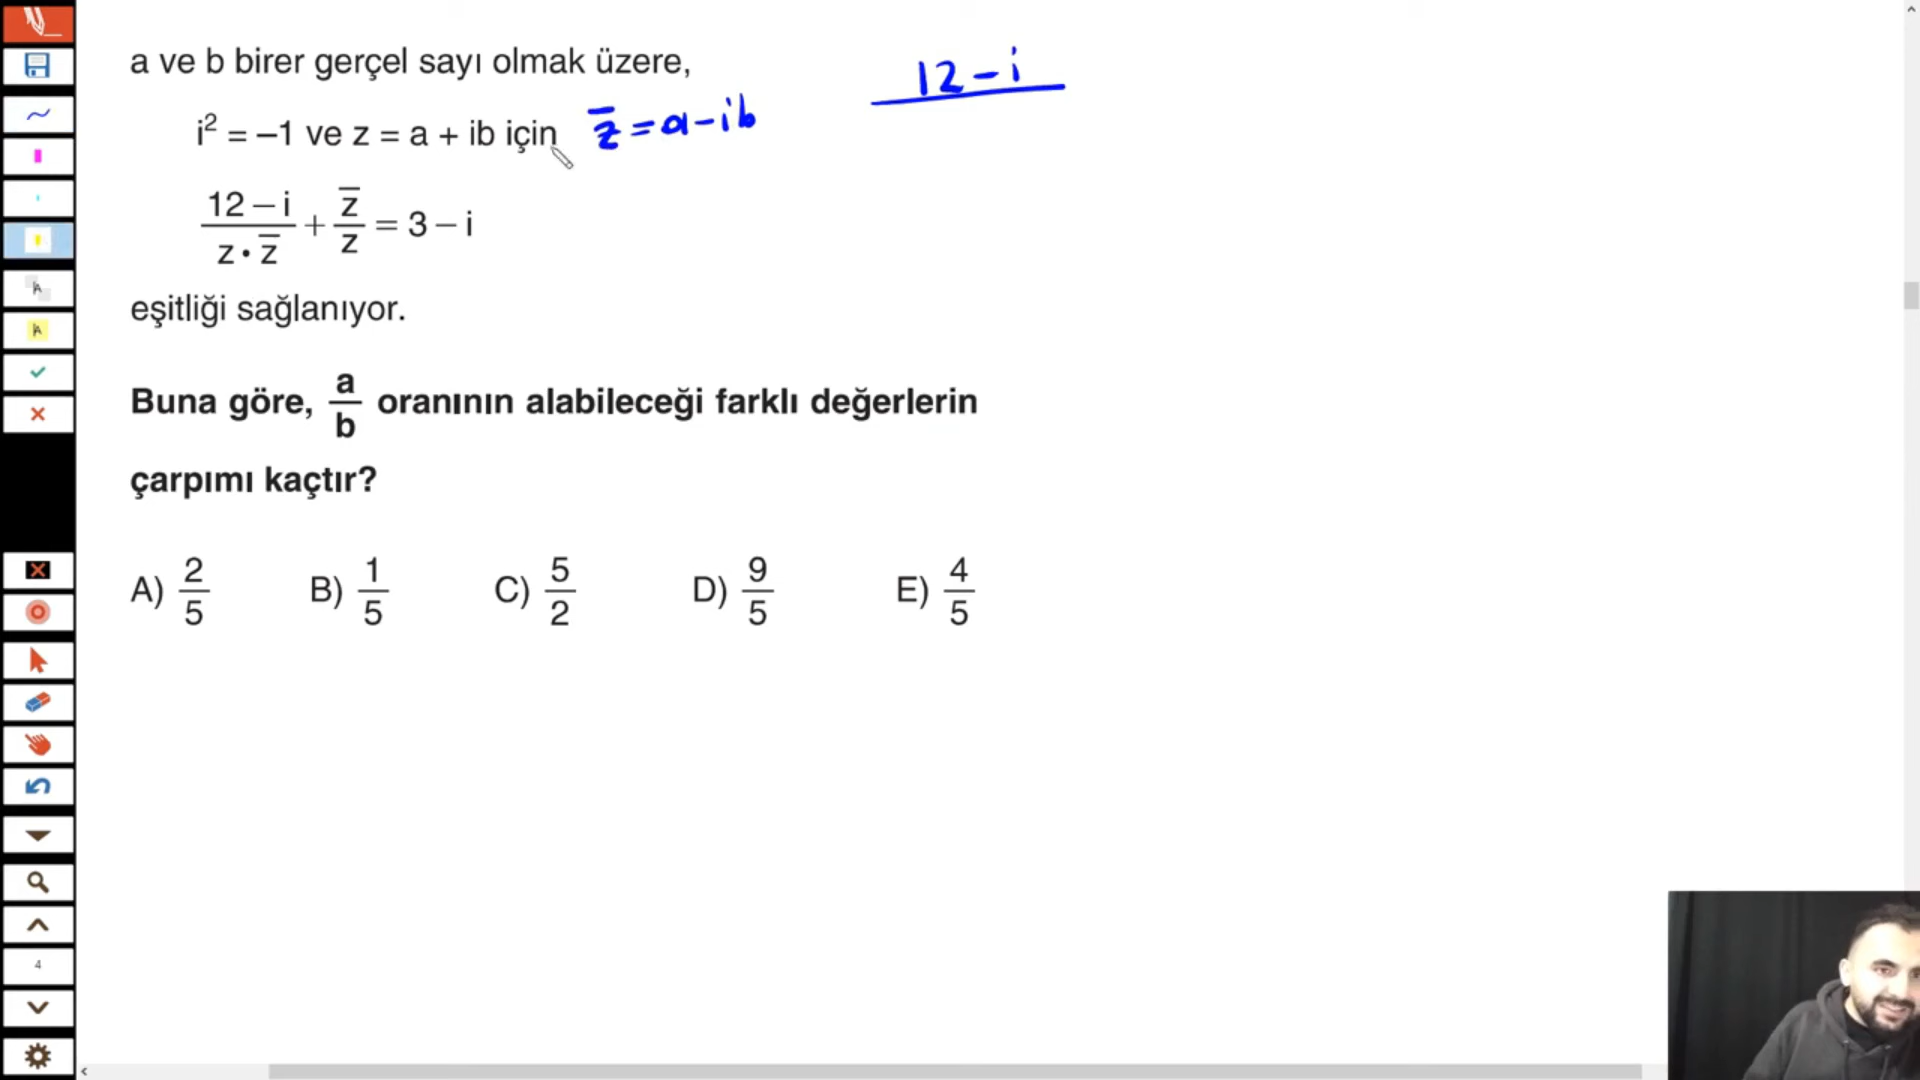 a ve b birer gerçel sayı olmak üzere,
12 - i
i² = –1 ve z = a + ib için
z̅ = a - ib
(12 – i)/(z • z̅) + z̅/z = 3 – i
eşitliği sağlanıyor.
Buna göre, a/b oranının alabileceği farklı değerlerin
çarpımı kaçtır?
A) 2/5 B) 1/5 C) 5/2 D) 9/5 E) 4/5
4